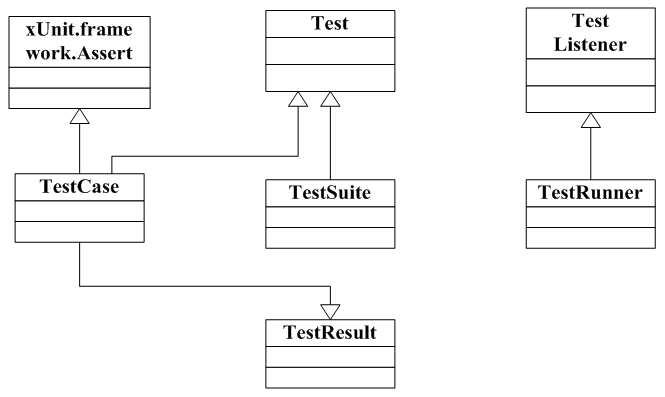 xUnit.frame
work.Assert
Test
Test
Listener
TestCase
TestSuite
TestRunner
TestResult